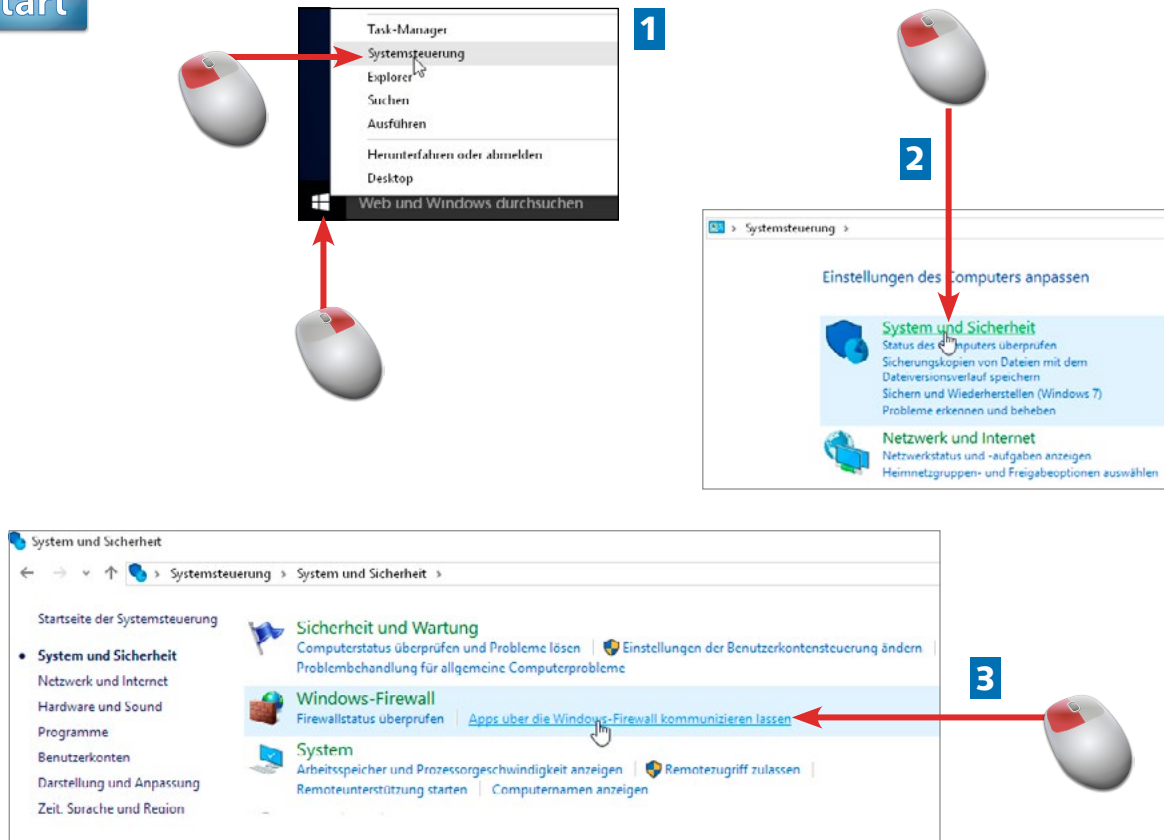 tart
1
Task-Manager
Systemsteuerung
Explorer
Suchen
Ausführen
Herunterfahren oder abmelden
Desktop
Web und Windows durchsuchen
2
Systemsteuerung
Einstellungen des Computers anpassen
System und Sicherheit
Status des Computers überprüfen
Sicherungskopien von Dateien mit dem
Dateiversionsverlauf speichern
Sichern und Wiederherstellen (Windows 7)
Probleme erkennen und beheben
Netzwerk und Internet
Netzwerkstatus und -aufgaben anzeigen
Heimnetzgruppen- und Freigabeoptionen auswählen
System und Sicherheit
Systemsteuerung > System und Sicherheit >
Startseite der Systemsteuerung
System und Sicherheit
Netzwerk und Internet
Hardware und Sound
Programme
Benutzerkonten
Darstellung und Anpassung
Zeit, Sprache und Region
Sicherheit und Wartung
Computerstatus überprüfen und Probleme lösen | Einstellungen der Benutzerkontensteuerung ändern
Problembehandlung für allgemeine Computerprobleme
Windows-Firewall
Firewallstatus überprüfen | Apps über die Windows-Firewall kommunizieren lassen
System
Arbeitsspeicher und Prozessorgeschwindigkeit anzeigen | Remotezugriff zulassen
Remoteunterstützung starten | Computernamen anzeigen
3